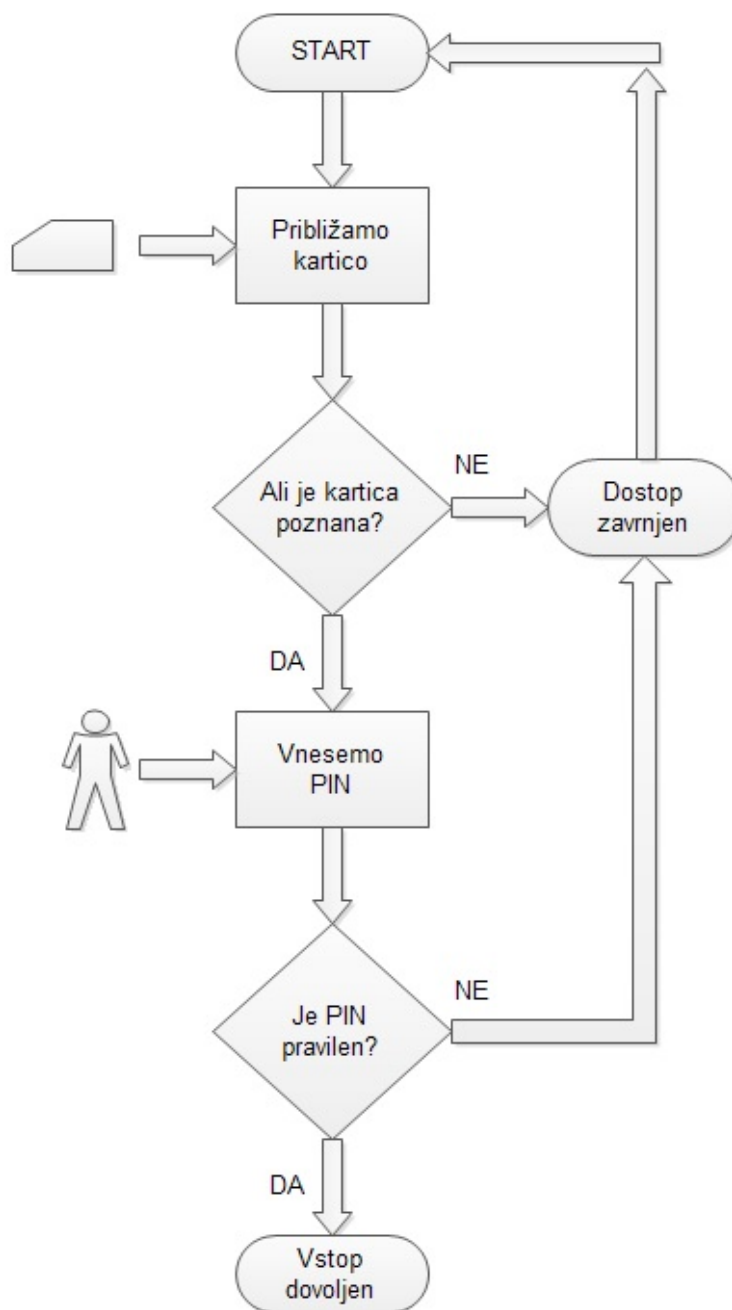 START
Približamo
kartico
Ali je kartica
poznana?
NE
Dostop
zavrnjen
DA
Vnesemo
PIN
Je PIN
pravilen?
NE
DA
Vstop
dovoljen